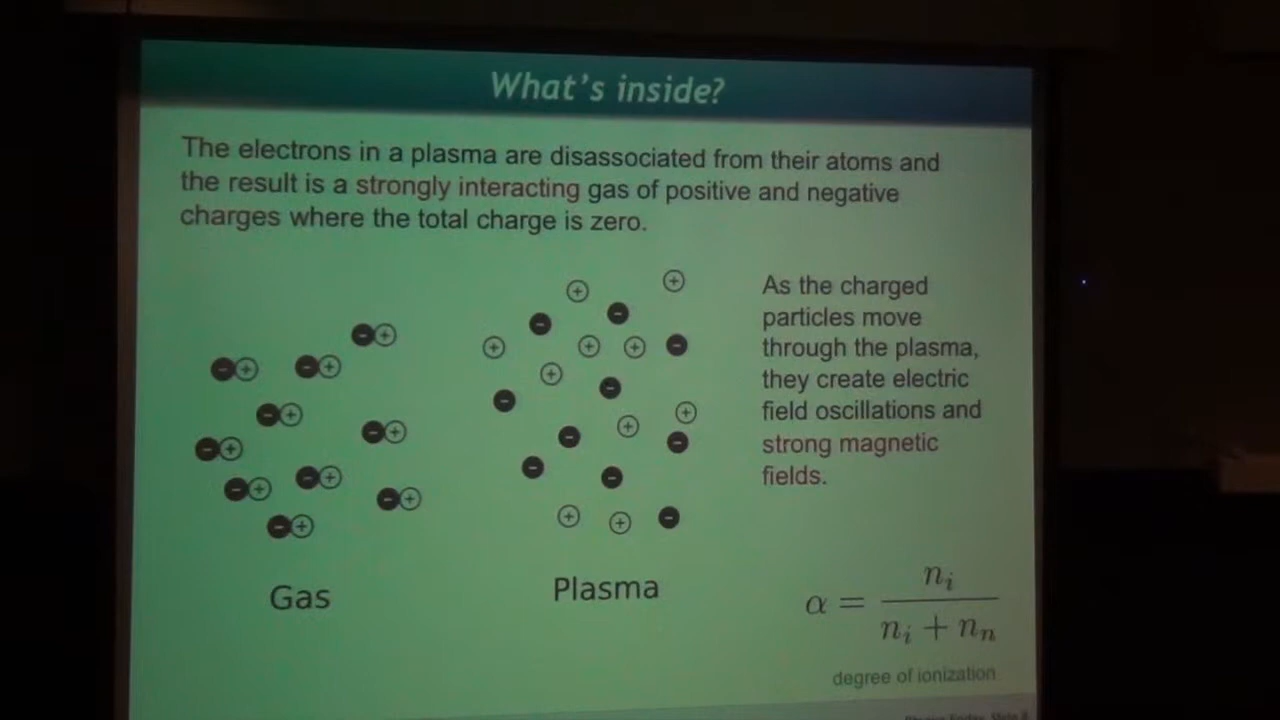 What's inside?
The electrons in a plasma are disassociated from their atoms and
the result is a strongly interacting gas of positive and negative
charges where the total charge is zero.
As the charged
particles move
through the plasma,
they create electric
field oscillations and
strong magnetic
fields.
Gas
Plasma
α = n_i / (n_i + n_n)
degree of ionization